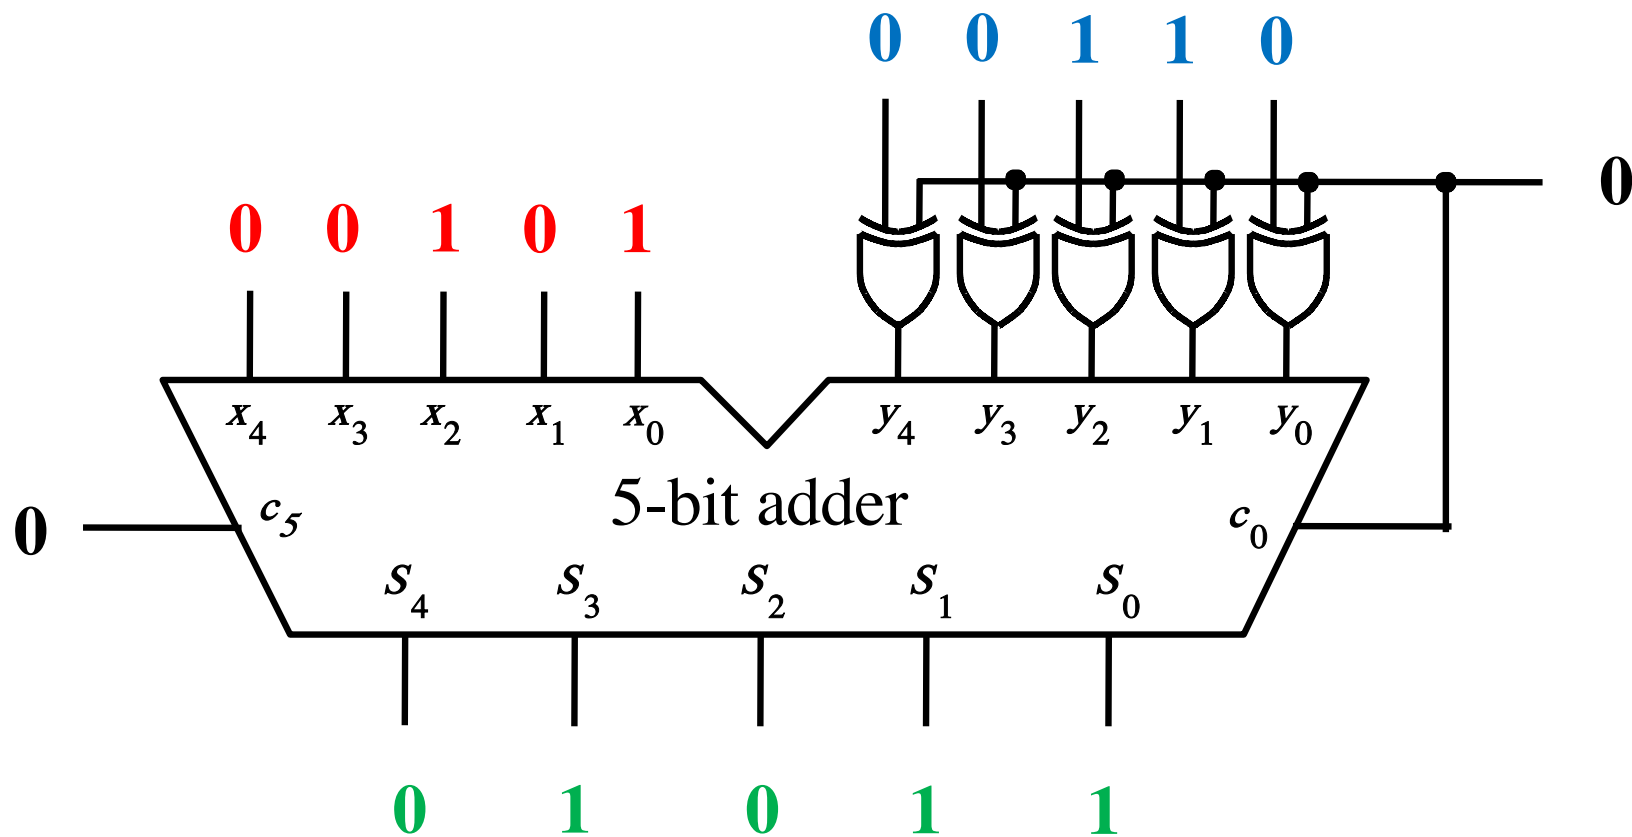 0 0 1 1 0
0
0 0 1 0 1
x4 x3 x2 x1 x0 y4 y3 y2 y1 y0
0 c5 5-bit adder c0
s4 s3 s2 s1 s0
0 1 0 1 1